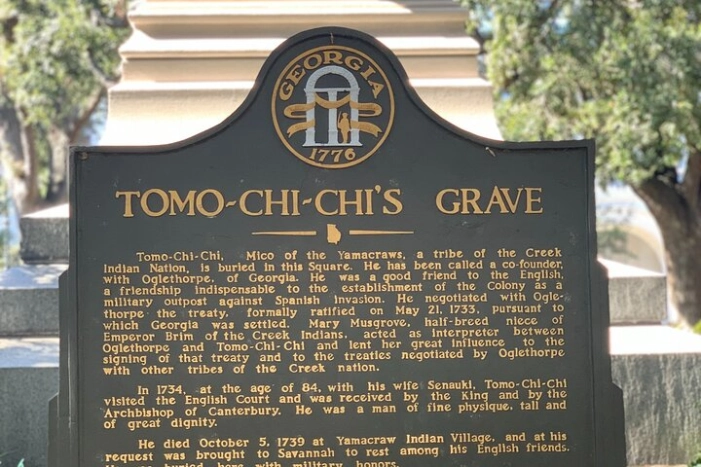 GEORGIA
1776
TOMO-CHI-CHI'S GRAVE
Tomo-Chi-Chi, Mico of the Yamacraws, a tribe of the Creek
Indian Nation, is buried in this Square. He has been called a co-founder,
with Oglethorpe, of Georgia. He was a good friend to the English,
a friendship indispensable to the establishment of the Colony as a
military outpost against Spanish invasion. He negotiated with Ogle-
thorpe the treaty, formally ratified on May 21, 1733, pursuant to
which Georgia was settled. Mary Musgrove, half-breed niece of
Emperor Brim of the Creek Indians, acted as interpreter between
Oglethorpe and Tomo-Chi-Chi and lent her great influence to the
signing of that treaty and to the treaties negotiated by Oglethorpe
with other tribes of the Creek nation.
In 1734, at the age of 84, with his wife Senauki, Tomo-Chi-Chi
visited the English Court and was received by the King and by the
Archbishop of Canterbury. He was a man of fine physique, tall and
of great dignity.
He died October 5, 1739 at Yamacraw Indian Village, and at his
request was brought to Savannah to rest among his English friends.
He was buried here with military honors.